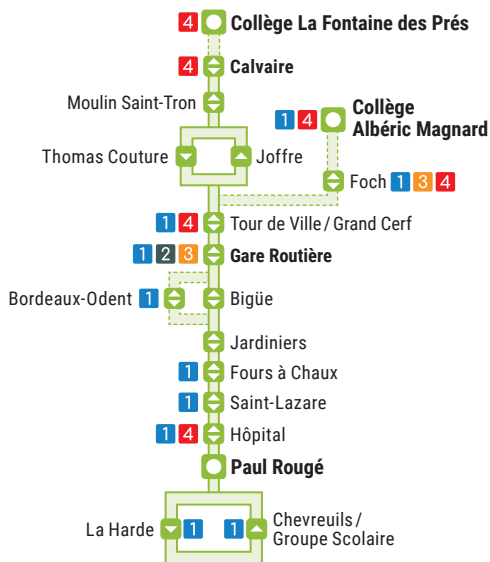 4 Collège La Fontaine des Prés
4 Calvaire
Moulin Saint-Tron
1 4 Collège
Albéric Magnard
Thomas Couture
Joffre
Foch 1 3 4
1 4 Tour de Ville / Grand Cerf
1 2 3 Gare Routière
Bordeaux-Odent 1
Bigüe
Jardiniers
1 Fours à Chaux
1 Saint-Lazare
1 4 Hôpital
Paul Rougé
La Harde 1
1 Chevreuils /
Groupe Scolaire